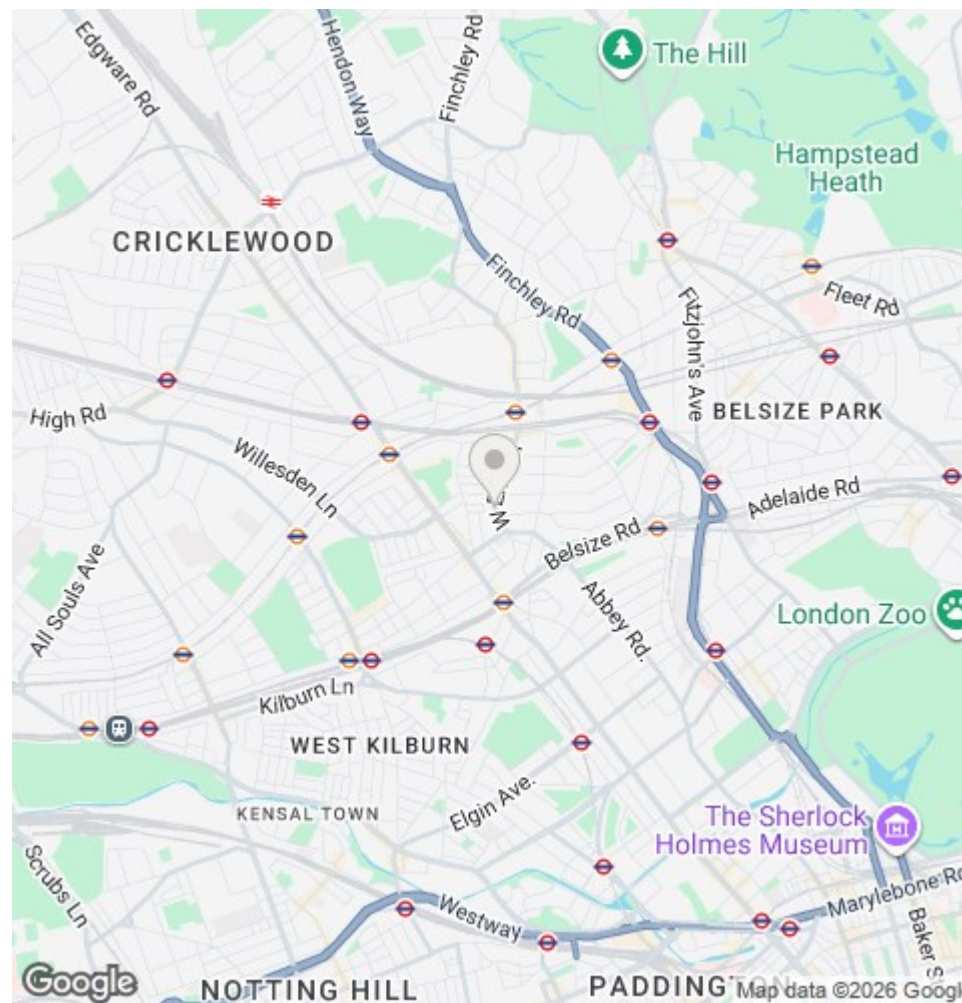 Edgware Rd
Hendon Way
Finchley Rd
The Hill
Hampstead
Heath
CRICKLEWOOD
Finchley Rd
Fitzjohn's Ave
Fleet Rd
High Rd
BELSIZE PARK
Willesden Ln
Adelaide Rd
Belsize Rd
All Souls Ave
Abbey Rd.
London Zoo
Kilburn Ln
WEST KILBURN
KENSAL TOWN
Elgin Ave.
The Sherlock
Holmes Museum
Scrubs Ln
Westway
Marylebone Rd
Baker S
NOTTING HILL
PADDINGTON
Google
Map data ©2026 Google